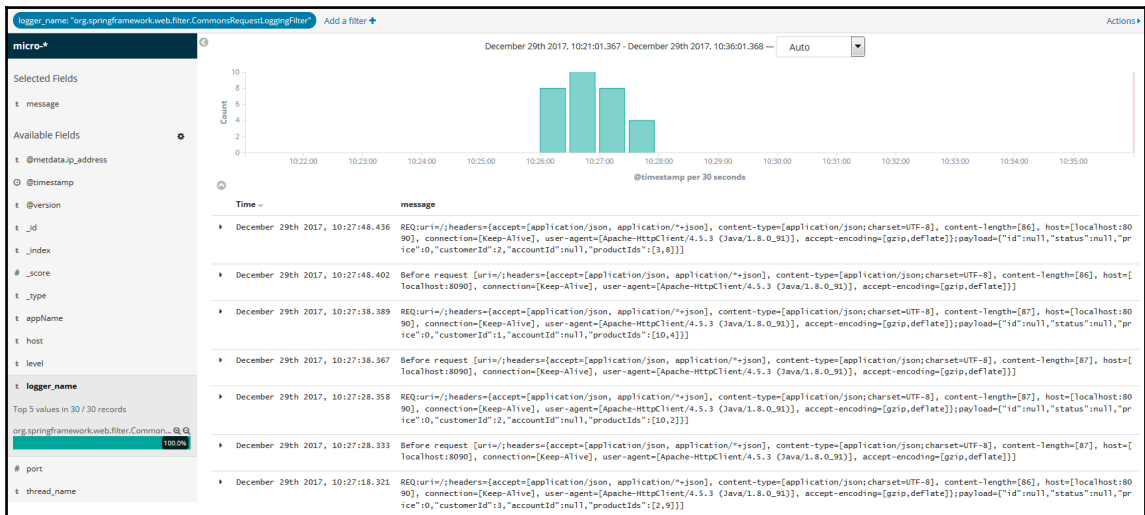 logger_name: "org.springframework.web.filter.CommonsRequestLoggingFilter" Add a filter + Actions
micro-*
Selected Fields
t message
Available Fields
t @metdata.ip_address
@timestamp
t @version
t _id
t _index
# _score
t _type
t appName
t host
t level
t logger_name
Top 5 values in 30 / 30 records
org.springframework.web.filter.Common...
100.0%
# port
t thread_name
December 29th 2017, 10:21:01.367 - December 29th 2017, 10:36:01.368 — Auto
Count
10
8
6
4
2
0
10:22:00 10:23:00 10:24:00 10:25:00 10:26:00 10:27:00 10:28:00 10:29:00 10:30:00 10:31:00 10:32:00 10:33:00 10:34:00 10:35:00
@timestamp per 30 seconds
Time message
December 29th 2017, 10:27:48.436 REQ:uri=/;headers={accept=[application/json, application/*+json], content-type=[application/json;charset=UTF-8], content-length=[86], host=[localhost:80
90], connection=[Keep-Alive], user-agent=[Apache-HttpClient/4.5.3 (Java/1.8.0_91)], accept-encoding=[gzip,deflate]};payload={"id":null,"status":null,"pr
ice":0,"customerId":2,"accountId":null,"productIds":[3,8]}]
December 29th 2017, 10:27:48.402 Before request [uri=/;headers={accept=[application/json, application/*+json], content-type=[application/json;charset=UTF-8], content-length=[86], host=[
localhost:8090], connection=[Keep-Alive], user-agent=[Apache-HttpClient/4.5.3 (Java/1.8.0_91)], accept-encoding=[gzip,deflate]}]
December 29th 2017, 10:27:38.389 REQ:uri=/;headers={accept=[application/json, application/*+json], content-type=[application/json;charset=UTF-8], content-length=[87], host=[localhost:80
90], connection=[Keep-Alive], user-agent=[Apache-HttpClient/4.5.3 (Java/1.8.0_91)], accept-encoding=[gzip,deflate]};payload={"id":null,"status":null,"pr
ice":0,"customerId":1,"accountId":null,"productIds":[10,4]}]
December 29th 2017, 10:27:38.367 Before request [uri=/;headers={accept=[application/json, application/*+json], content-type=[application/json;charset=UTF-8], content-length=[87], host=[
localhost:8090], connection=[Keep-Alive], user-agent=[Apache-HttpClient/4.5.3 (Java/1.8.0_91)], accept-encoding=[gzip,deflate]}]
December 29th 2017, 10:27:28.358 REQ:uri=/;headers={accept=[application/json, application/*+json], content-type=[application/json;charset=UTF-8], content-length=[87], host=[localhost:80
90], connection=[Keep-Alive], user-agent=[Apache-HttpClient/4.5.3 (Java/1.8.0_91)], accept-encoding=[gzip,deflate]};payload={"id":null,"status":null,"pr
ice":0,"customerId":2,"accountId":null,"productIds":[10,2]}]
December 29th 2017, 10:27:28.333 Before request [uri=/;headers={accept=[application/json, application/*+json], content-type=[application/json;charset=UTF-8], content-length=[87], host=[
localhost:8090], connection=[Keep-Alive], user-agent=[Apache-HttpClient/4.5.3 (Java/1.8.0_91)], accept-encoding=[gzip,deflate]}]
December 29th 2017, 10:27:18.321 REQ:uri=/;headers={accept=[application/json, application/*+json], content-type=[application/json;charset=UTF-8], content-length=[86], host=[localhost:80
90], connection=[Keep-Alive], user-agent=[Apache-HttpClient/4.5.3 (Java/1.8.0_91)], accept-encoding=[gzip,deflate]};payload={"id":null,"status":null,"pr
ice":0,"customerId":3,"accountId":null,"productIds":[2,9]}]